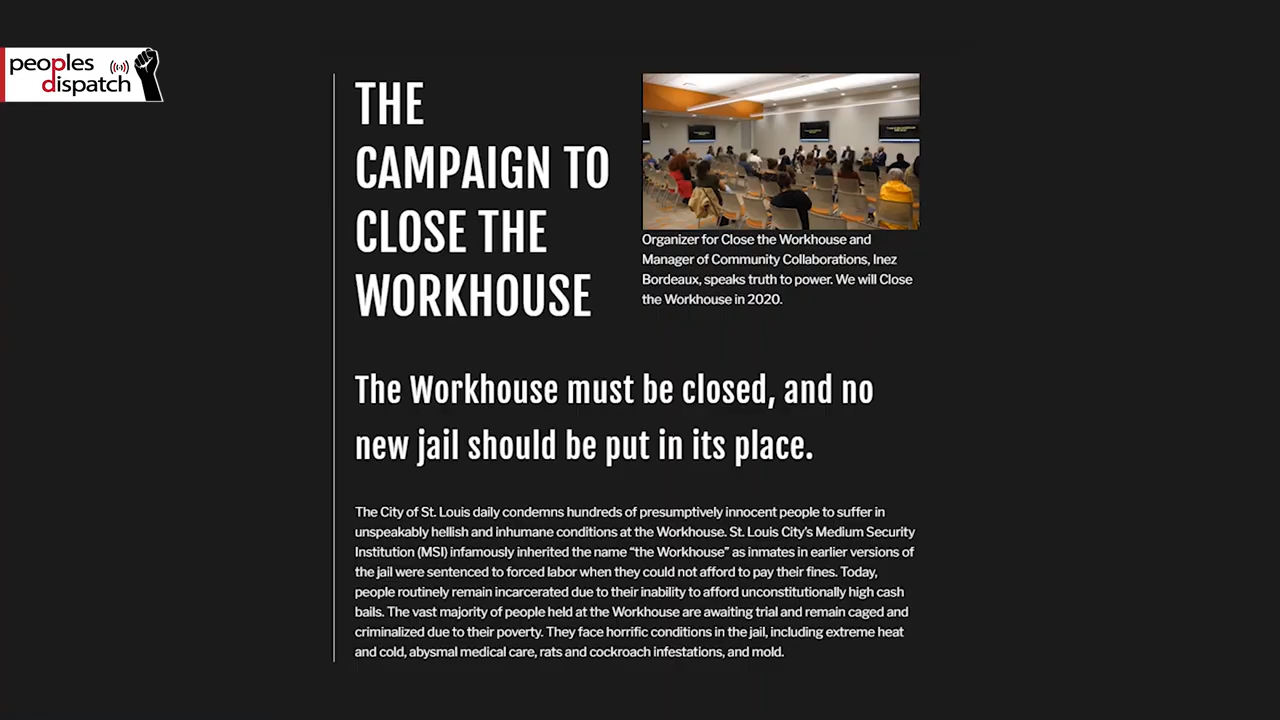 peoples
dispatch
THE
CAMPAIGN TO
CLOSE THE
WORKHOUSE
Organizer for Close the Workhouse and
Manager of Community Collaborations, Inez
Bordeaux, speaks truth to power. We will Close
the Workhouse in 2020.
The Workhouse must be closed, and no
new jail should be put in its place.
The City of St. Louis daily condemns hundreds of presumptively innocent people to suffer in
unspeakably hellish and inhumane conditions at the Workhouse. St. Louis City's Medium Security
Institution (MSI) infamously inherited the name “the Workhouse” as inmates in earlier versions of
the jail were sentenced to forced labor when they could not afford to pay their fines. Today,
people routinely remain incarcerated due to their inability to afford unconstitutionally high cash
bails. The vast majority of people held at the Workhouse are awaiting trial and remain caged and
criminalized due to their poverty. They face horrific conditions in the jail, including extreme heat
and cold, abysmal medical care, rats and cockroach infestations, and mold.